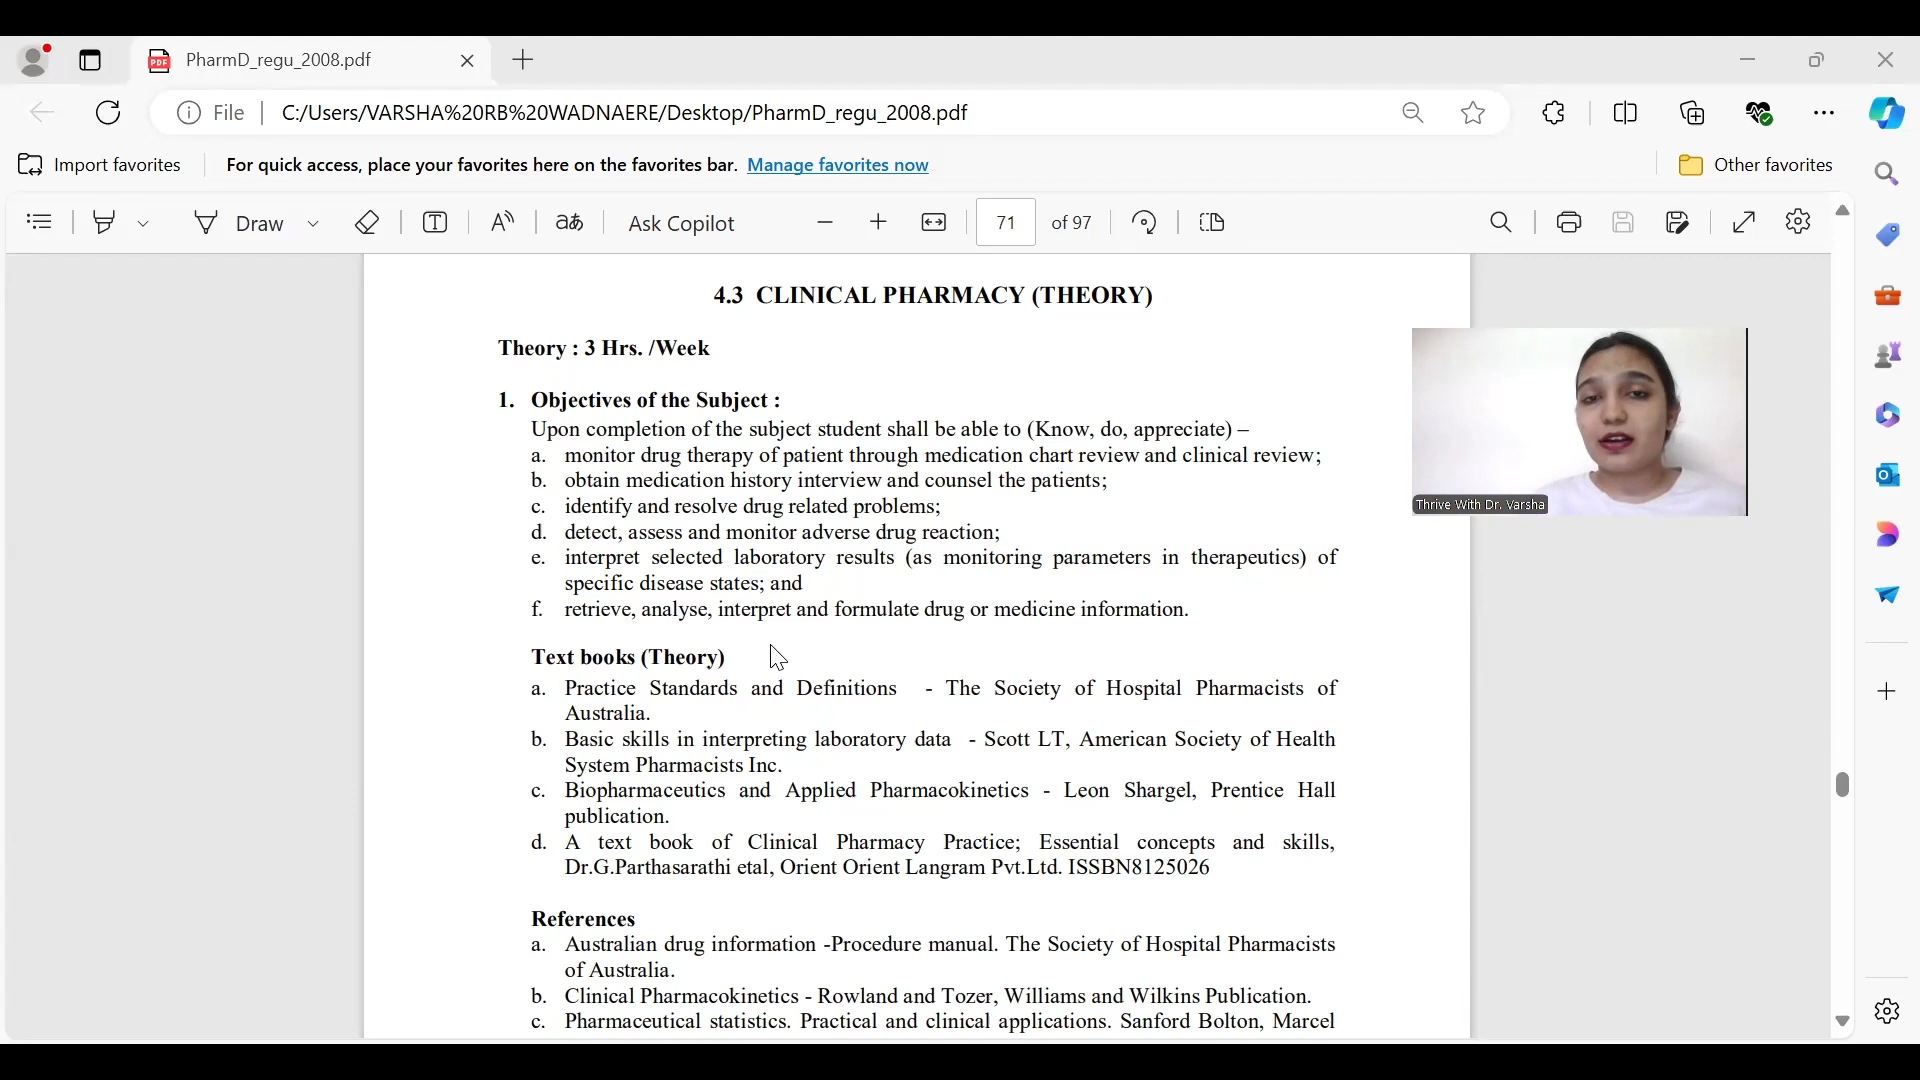 PharmD_regu_2008.pdf
File
C:/Users/VARSHA%20RB%20WADNAERE/Desktop/PharmD_regu_2008.pdf
Import favorites
For quick access, place your favorites here on the favorites bar. Manage favorites now
Other favorites
Draw
Ask Copilot
71 of 97
4.3 CLINICAL PHARMACY (THEORY)
Theory : 3 Hrs. /Week
1. Objectives of the Subject :
Upon completion of the subject student shall be able to (Know, do, appreciate) –
a. monitor drug therapy of patient through medication chart review and clinical review;
b. obtain medication history interview and counsel the patients;
c. identify and resolve drug related problems;
d. detect, assess and monitor adverse drug reaction;
e. interpret selected laboratory results (as monitoring parameters in therapeutics) of
specific disease states; and
f. retrieve, analyse, interpret and formulate drug or medicine information.
Thrive With Dr. Varsha
Text books (Theory)
a. Practice Standards and Definitions - The Society of Hospital Pharmacists of
Australia.
b. Basic skills in interpreting laboratory data - Scott LT, American Society of Health
System Pharmacists Inc.
c. Biopharmaceutics and Applied Pharmacokinetics - Leon Shargel, Prentice Hall
publication.
d. A text book of Clinical Pharmacy Practice; Essential concepts and skills,
Dr.G.Parthasarathi etal, Orient Orient Langram Pvt.Ltd. ISSBN8125026
References
a. Australian drug information -Procedure manual. The Society of Hospital Pharmacists
of Australia.
b. Clinical Pharmacokinetics - Rowland and Tozer, Williams and Wilkins Publication.
c. Pharmaceutical statistics. Practical and clinical applications. Sanford Bolton, Marcel